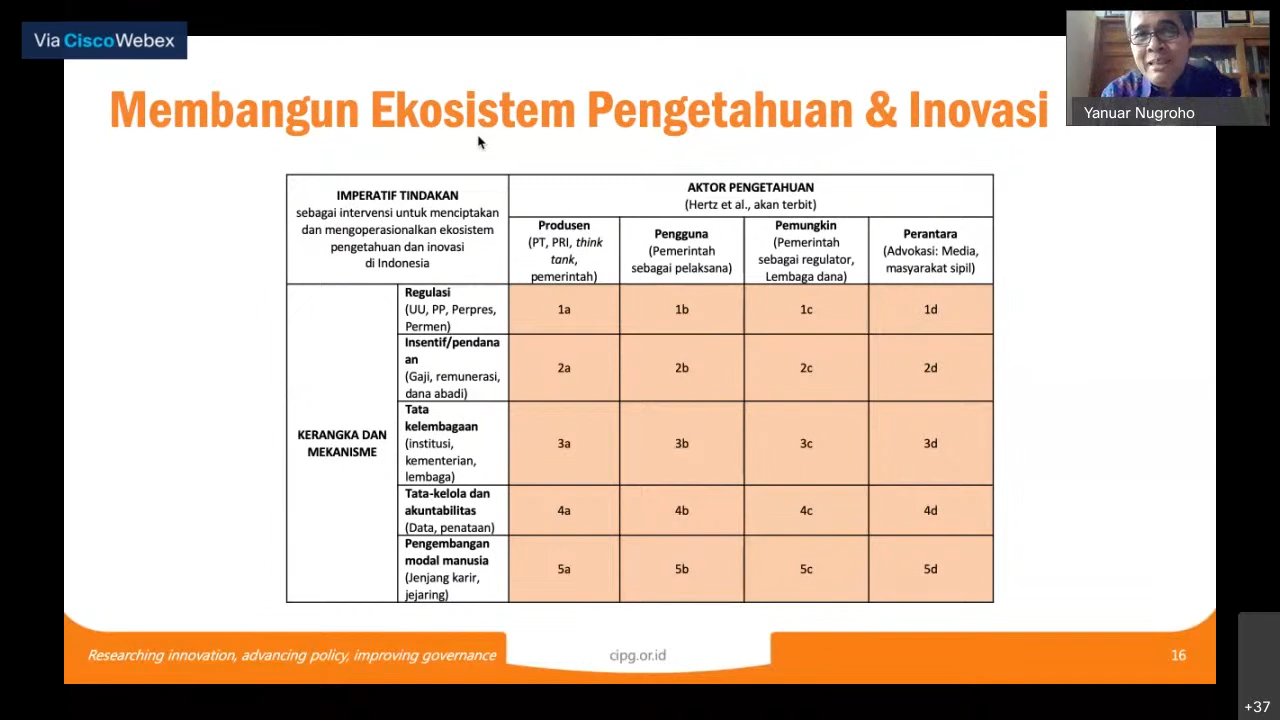 Via CiscoWebex
Membangun Ekosistem Pengetahuan & Inovasi
Yanuar Nugroho
IMPERATIF TINDAKAN
sebagai intervensi untuk menciptakan
dan mengoperasionalkan ekosistem
pengetahuan dan inovasi
di Indonesia
AKTOR PENGETAHUAN
(Hertz et al., akan terbit)
Produsen
(PT, PRI, think
tank,
pemerintah)
Pengguna
(Pemerintah
sebagai pelaksana)
Pemungkin
(Pemerintah
sebagai regulator,
Lembaga dana)
Perantara
(Advokasi: Media,
masyarakat sipil)
KERANGKA DAN
MEKANISME
Regulasi
(UU, PP, Perpres,
Permen)
1a
1b
1c
1d
Insentif/pendana
an
(Gaji, remunerasi,
dana abadi)
2a
2b
2c
2d
Tata
kelembagaan
(institusi,
kementerian,
lembaga)
3a
3b
3c
3d
Tata-kelola dan
akuntabilitas
(Data, penataan)
4a
4b
4c
4d
Pengembangan
modal manusia
(Jenjang karir,
jejaring)
5a
5b
5c
5d
Researching innovation, advancing policy, improving governance
cipg.or.id
16
+37